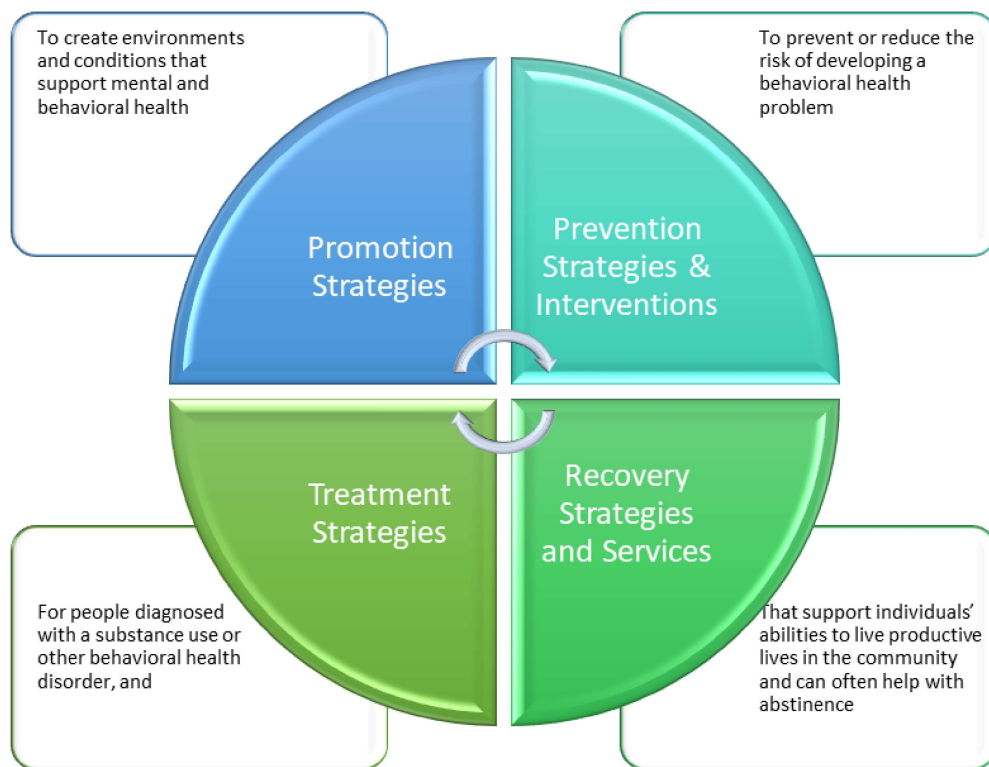 To create environments
and conditions that
support mental and
behavioral health
To prevent or reduce the
risk of developing a
behavioral health
problem
Promotion
Strategies
Prevention
Strategies &
Interventions
Treatment
Strategies
Recovery
Strategies
and Services
For people diagnosed
with a substance use or
other behavioral health
disorder, and
That support individuals’
abilities to live productive
lives in the community
and can often help with
abstinence